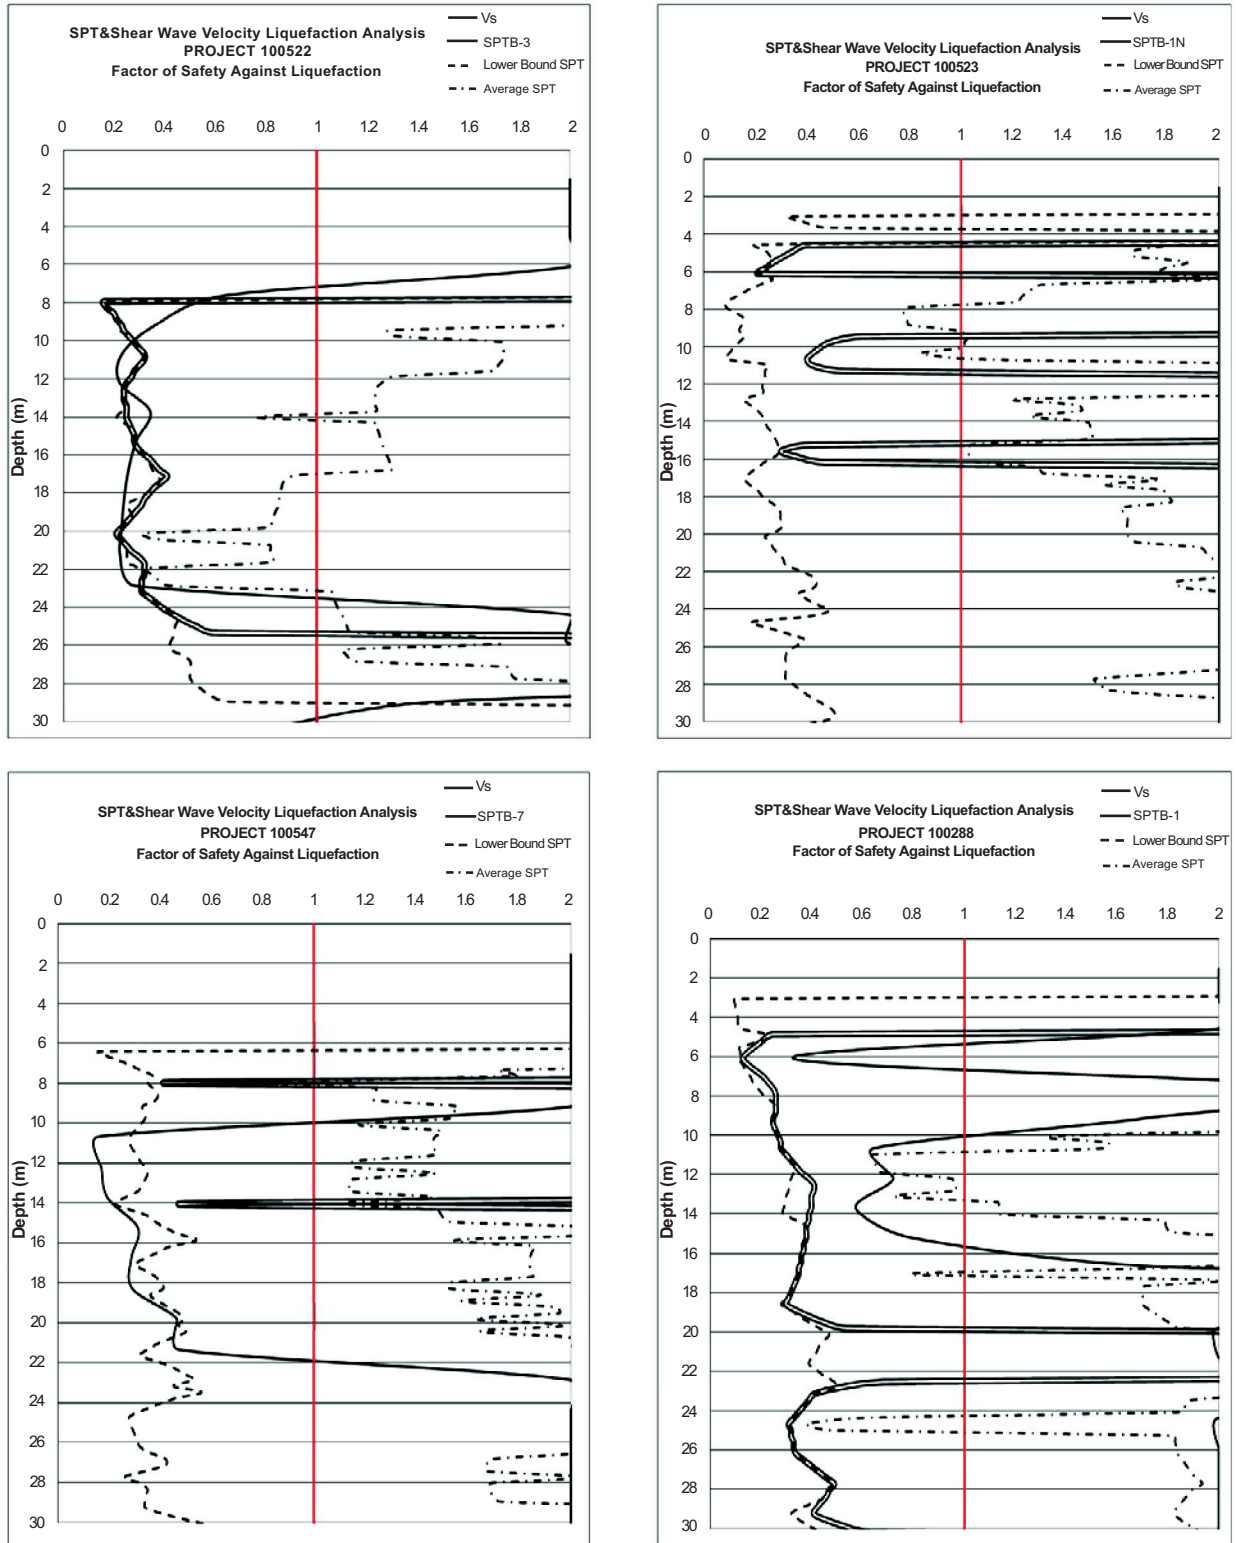 SPT&Shear Wave Velocity Liquefaction Analysis
PROJECT 100522
Factor of Safety Against Liquefaction
Vs
SPTB-3
Lower Bound SPT
Average SPT
0 0.2 0.4 0.6 0.8 1 1.2 1.4 1.6 1.8 2
0
2
4
6
8
10
12
14
16
18
20
22
24
26
28
30
Depth (m)
SPT&Shear Wave Velocity Liquefaction Analysis
PROJECT 100523
Factor of Safety Against Liquefaction
Vs
SPTB-1N
Lower Bound SPT
Average SPT
0 0.2 0.4 0.6 0.8 1 1.2 1.4 1.6 1.8 2
0
2
4
6
8
10
12
14
16
18
20
22
24
26
28
30
Depth (m)
SPT&Shear Wave Velocity Liquefaction Analysis
PROJECT 100547
Factor of Safety Against Liquefaction
Vs
SPTB-7
Lower Bound SPT
Average SPT
0 0.2 0.4 0.6 0.8 1 1.2 1.4 1.6 1.8 2
0
2
4
6
8
10
12
14
16
18
20
22
24
26
28
30
Depth (m)
SPT&Shear Wave Velocity Liquefaction Analysis
PROJECT 100288
Factor of Safety Against Liquefaction
Vs
SPTB-1
Lower Bound SPT
Average SPT
0 0.2 0.4 0.6 0.8 1 1.2 1.4 1.6 1.8 2
0
2
4
6
8
10
12
14
16
18
20
22
24
26
28
30
Depth (m)